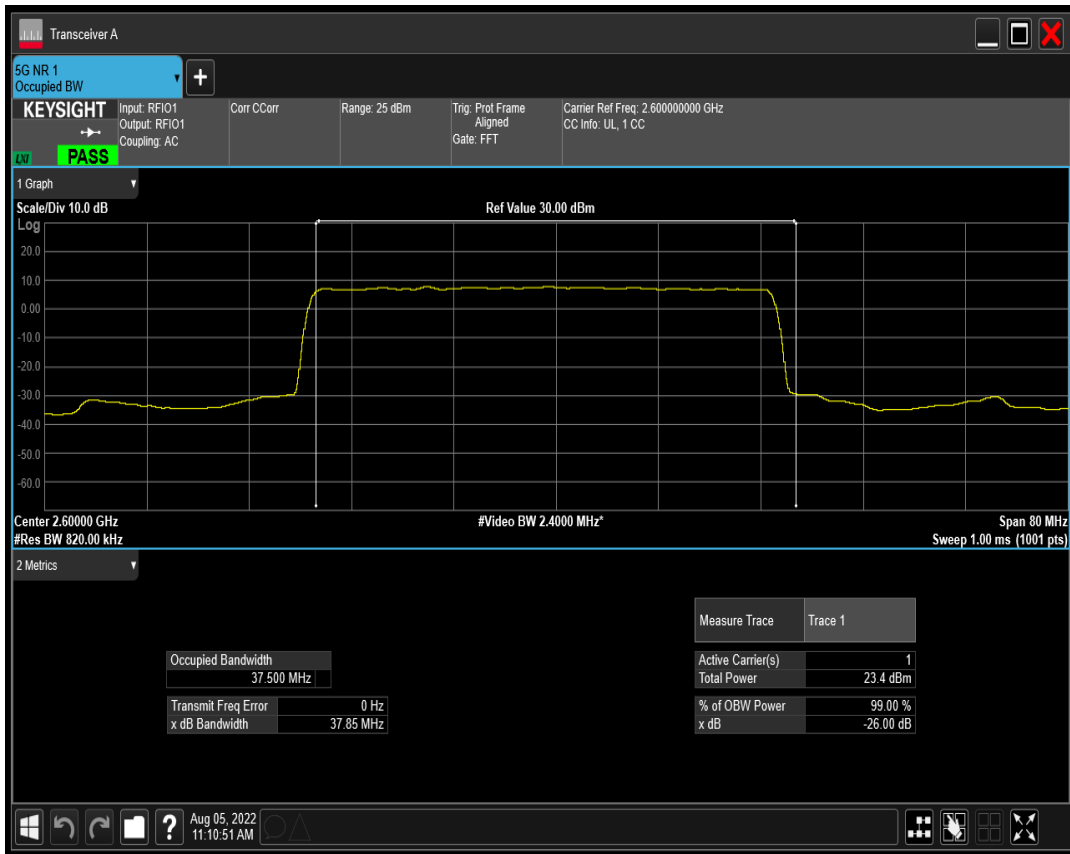 Transceiver A
5G NR 1
Occupied BW
+
KEYSIGHT
LXI
PASS
Input: RFIO1
Output: RFIO1
Coupling: AC
Corr CCorr
Range: 25 dBm
Trig: Prot Frame
Aligned
Gate: FFT
Carrier Ref Freq: 2.600000000 GHz
CC Info: UL, 1 CC
1 Graph
Scale/Div 10.0 dB
Ref Value 30.00 dBm
Log
20.0
10.0
0.00
-10.0
-20.0
-30.0
-40.0
-50.0
-60.0
Center 2.60000 GHz
#Video BW 2.4000 MHz*
Span 80 MHz
#Res BW 820.00 kHz
Sweep 1.00 ms (1001 pts)
2 Metrics
Measure Trace Trace 1
Occupied Bandwidth
37.500 MHz
Transmit Freq Error 0 Hz
x dB Bandwidth 37.85 MHz
Active Carrier(s) 1
Total Power 23.4 dBm
% of OBW Power 99.00 %
x dB -26.00 dB
?
Aug 05, 2022
11:10:51 AM